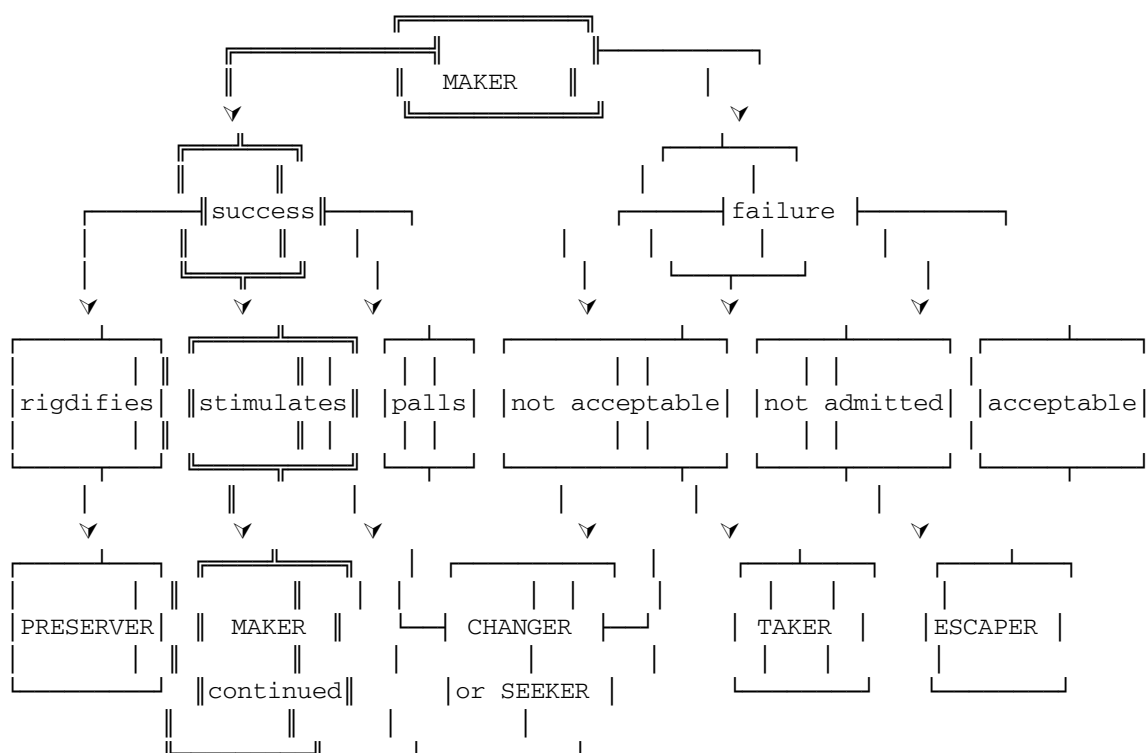 MAKER
success failure
rigdifies stimulates palls not acceptable not admitted acceptable
PRESERVER MAKER CHANGER TAKER ESCAPER
continued or SEEKER